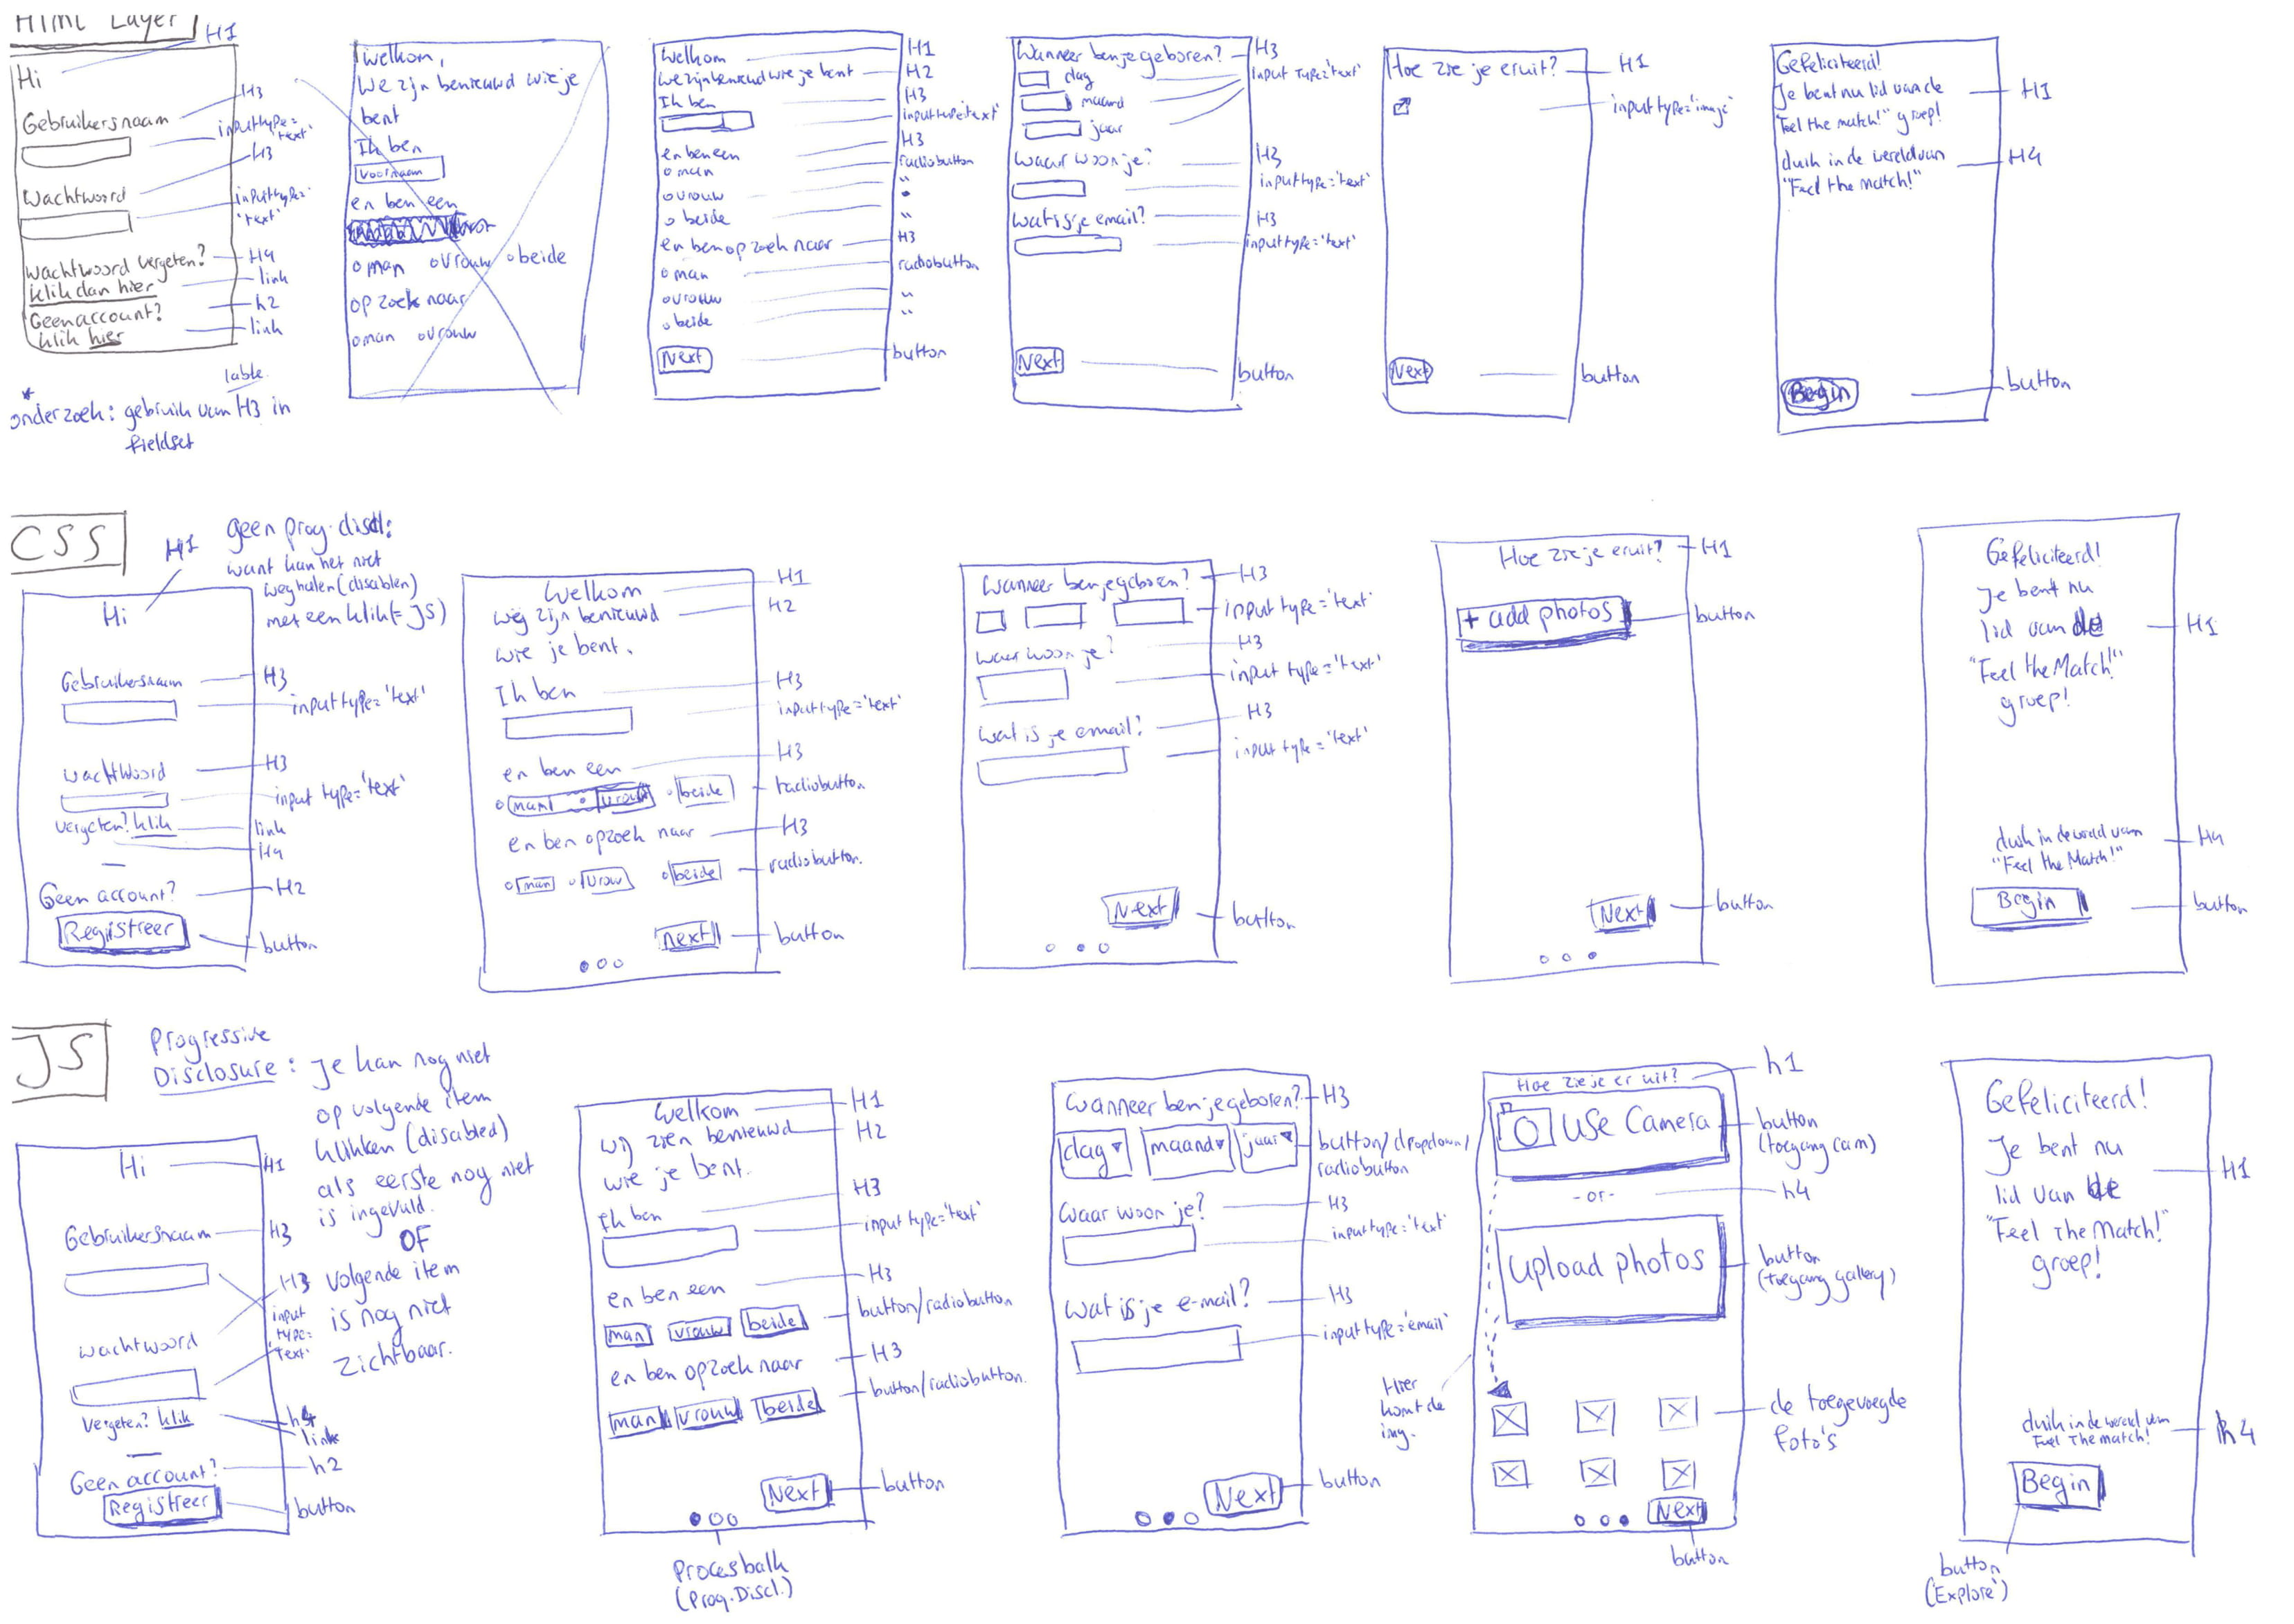 HTML Layer
H1
Hi
H3
Gebruikersnaam
input type=
'text'
H3
Wachtwoord
input type=
'text'
Wachtwoord vergeten?
H4
klik dan hier
link
h2
Geen account?
klik hier
link
lable
* onderzoek: gebruik van H3 in
fieldset
welkom,
We zijn benieuwd wie je
bent
Ik ben
voornaam
en ben een
o man o vrouw o beide
op zoek naar
o man o vrouw
Welkom
H1
We zijn benieuwd wie je bent
H2
Ik ben
H3
input type='text'
en ben een
H3
o man
radiobutton
o vrouw
"
o beide
"
en ben op zoek naar
H3
o man
radiobutton
o vrouw
"
o beide
"
Next
button
Wanneer ben je geboren?
H3
dag
input type='text'
maand
jaar
Waar woon je?
H3
input type='text'
Wat is je email?
H3
input type='text'
Next
button
Hoe zie je eruit?
H1
input type='image'
Next
button
Gefeliciteerd!
Je bent nu lid van de
H1
"Feel the match!" groep!
duik in de wereld van
H4
"Feel the Match!"
Begin
button
CSS
H1
geen prog. discl:
want kan het niet
weghalen (disablen)
met een klik (= JS)
Hi
Gebruikersnaam
H3
input type='text'
wachtwoord
H3
input type='text'
vergeten? klik
link
H4
Geen account?
H2
Registreer
button
Welkom
H1
Wij zijn benieuwd
H2
wie je bent.
Ik ben
H3
input type='text'
en ben een
H3
o man o vrouw o beide
radiobutton
en ben opzoek naar
H3
o man o vrouw o beide
radiobutton.
Next
button
Wanneer ben je geboren?
H3
input type='text'
waar woon je?
H3
input type='text'
Wat is je email?
H3
input type='text'
Next
button
Hoe zie je eruit?
H1
+ add photos
button
Next
button
Gefeliciteerd!
Je bent nu
lid van de
H1
"Feel the Match!"
groep!
duik in de wereld van
H4
"Feel the Match!"
Begin
button
JS
Progressive
Disclosure: Je kan nog niet
op volgende item
klikken (disabled)
als eerste nog niet
is ingevuld.
OF
volgende item
is nog niet
zichtbaar.
Hi
H1
Gebruikersnaam
H3
H3
input
type=
'text'
wachtwoord
vergeten? klik
h4
link
Geen account?
h2
Registreer
button
Welkom
H1
Wij zien benieuwd
H2
wie je bent.
H3
Ik ben
input type='text'
en ben een
H3
man vrouw beide
button/radiobutton
en ben opzoek naar
H3
man vrouw beide
button/radiobutton.
Next
button
Procesbalk
(Prog. Discl.)
Wanneer ben je geboren?
H3
dag maand jaar
button/dropdown/
radiobutton
Waar woon je?
H3
input type='text'
Wat is je e-mail?
H3
input type='email'
Next
button
Hoe zie je er uit?
h1
Use Camera
button
(toegang cam)
-or-
h4
upload photos
button
(toegang gallery)
Hier
komt de
img.
de toegevoegde
foto's
Next
button
Gefeliciteerd!
Je bent nu
H1
lid van de
"Feel The Match!"
groep!
duik in de wereld van
Feel The match!
h4
Begin
button
('Explore')